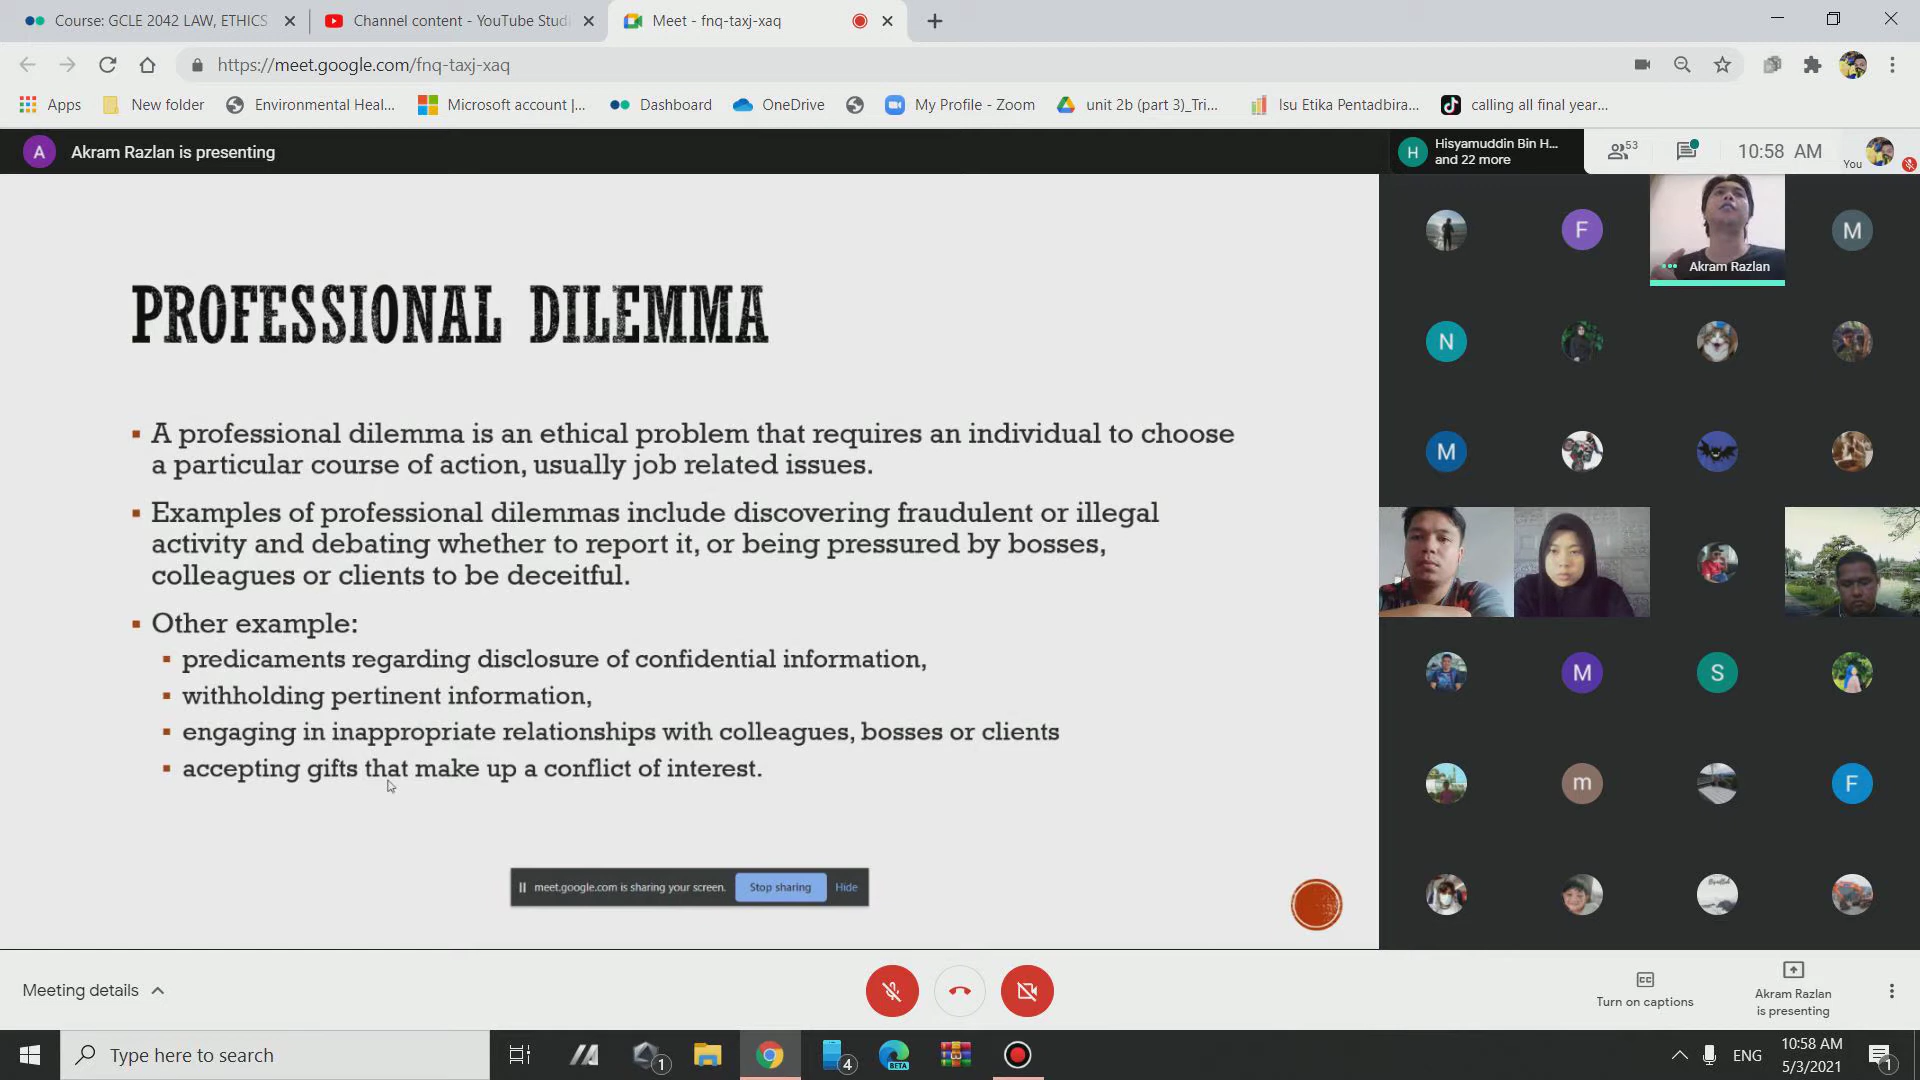 Course: GCLE 2042 LAW, ETHICS
Channel content - YouTube Studi
Meet - fnq-taxj-xaq
https://meet.google.com/fnq-taxj-xaq
Apps
New folder
Environmental Heal...
Microsoft account |...
Dashboard
OneDrive
My Profile - Zoom
unit 2b (part 3)_Tri...
Isu Etika Pentadbira...
calling all final year...
A
Akram Razlan is presenting
H
Hisyamuddin Bin H...
and 22 more
53
10:58 AM
You
PROFESSIONAL DILEMMA
A professional dilemma is an ethical problem that requires an individual to choose
a particular course of action, usually job related issues.
Examples of professional dilemmas include discovering fraudulent or illegal
activity and debating whether to report it, or being pressured by bosses,
colleagues or clients to be deceitful.
Other example:
predicaments regarding disclosure of confidential information,
withholding pertinent information,
engaging in inappropriate relationships with colleagues, bosses or clients
accepting gifts that make up a conflict of interest.
meet.google.com is sharing your screen.
Stop sharing
Hide
F
Akram Razlan
M
N
M
M
S
m
F
Meeting details
CC
Turn on captions
Akram Razlan
is presenting
Type here to search
1
4
BETA
ENG
10:58 AM
5/3/2021
1